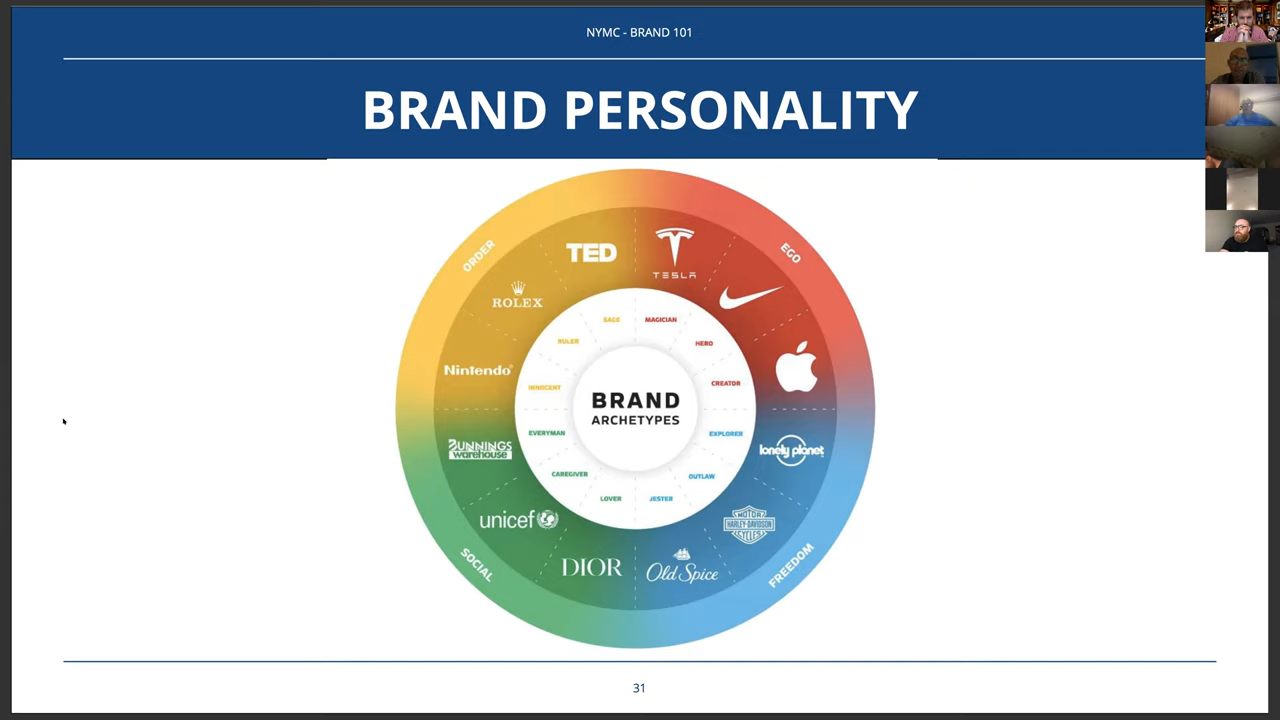 NYMC - BRAND 101
BRAND PERSONALITY
ORDER
EGO
TED
TESLA
ROLEX
Nintendo
SAGE
MAGICIAN
RULER
HERO
INNOCENT
CREATOR
BRAND
ARCHETYPES
EVERYMAN
EXPLORER
CAREGIVER
OUTLAW
LOVER
JESTER
BUNNINGS
warehouse
lonely planet
unicef
MOTOR
HARLEY-DAVIDSON
CYCLES
DIOR
Old Spice
SOCIAL
FREEDOM
31